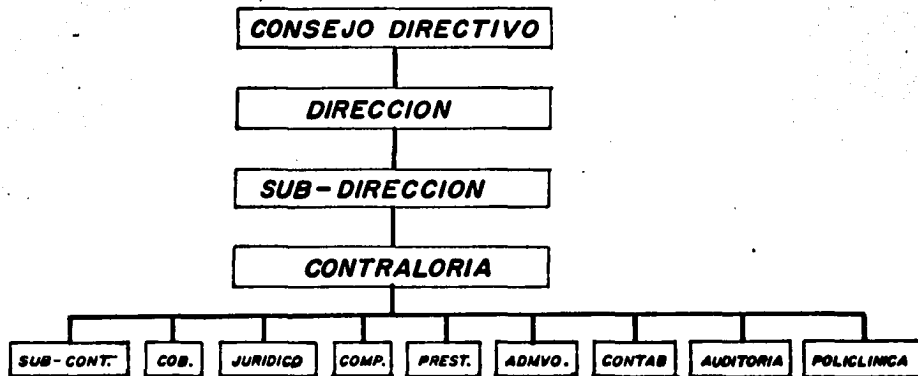 CONSEJO DIRECTIVO
DIRECCION
SUB-DIRECCION
CONTRALORIA
SUB-CONT. COB. JURIDICO COMP. PREST. ADMVO. CONTAB AUDITORIA POLICLINICA